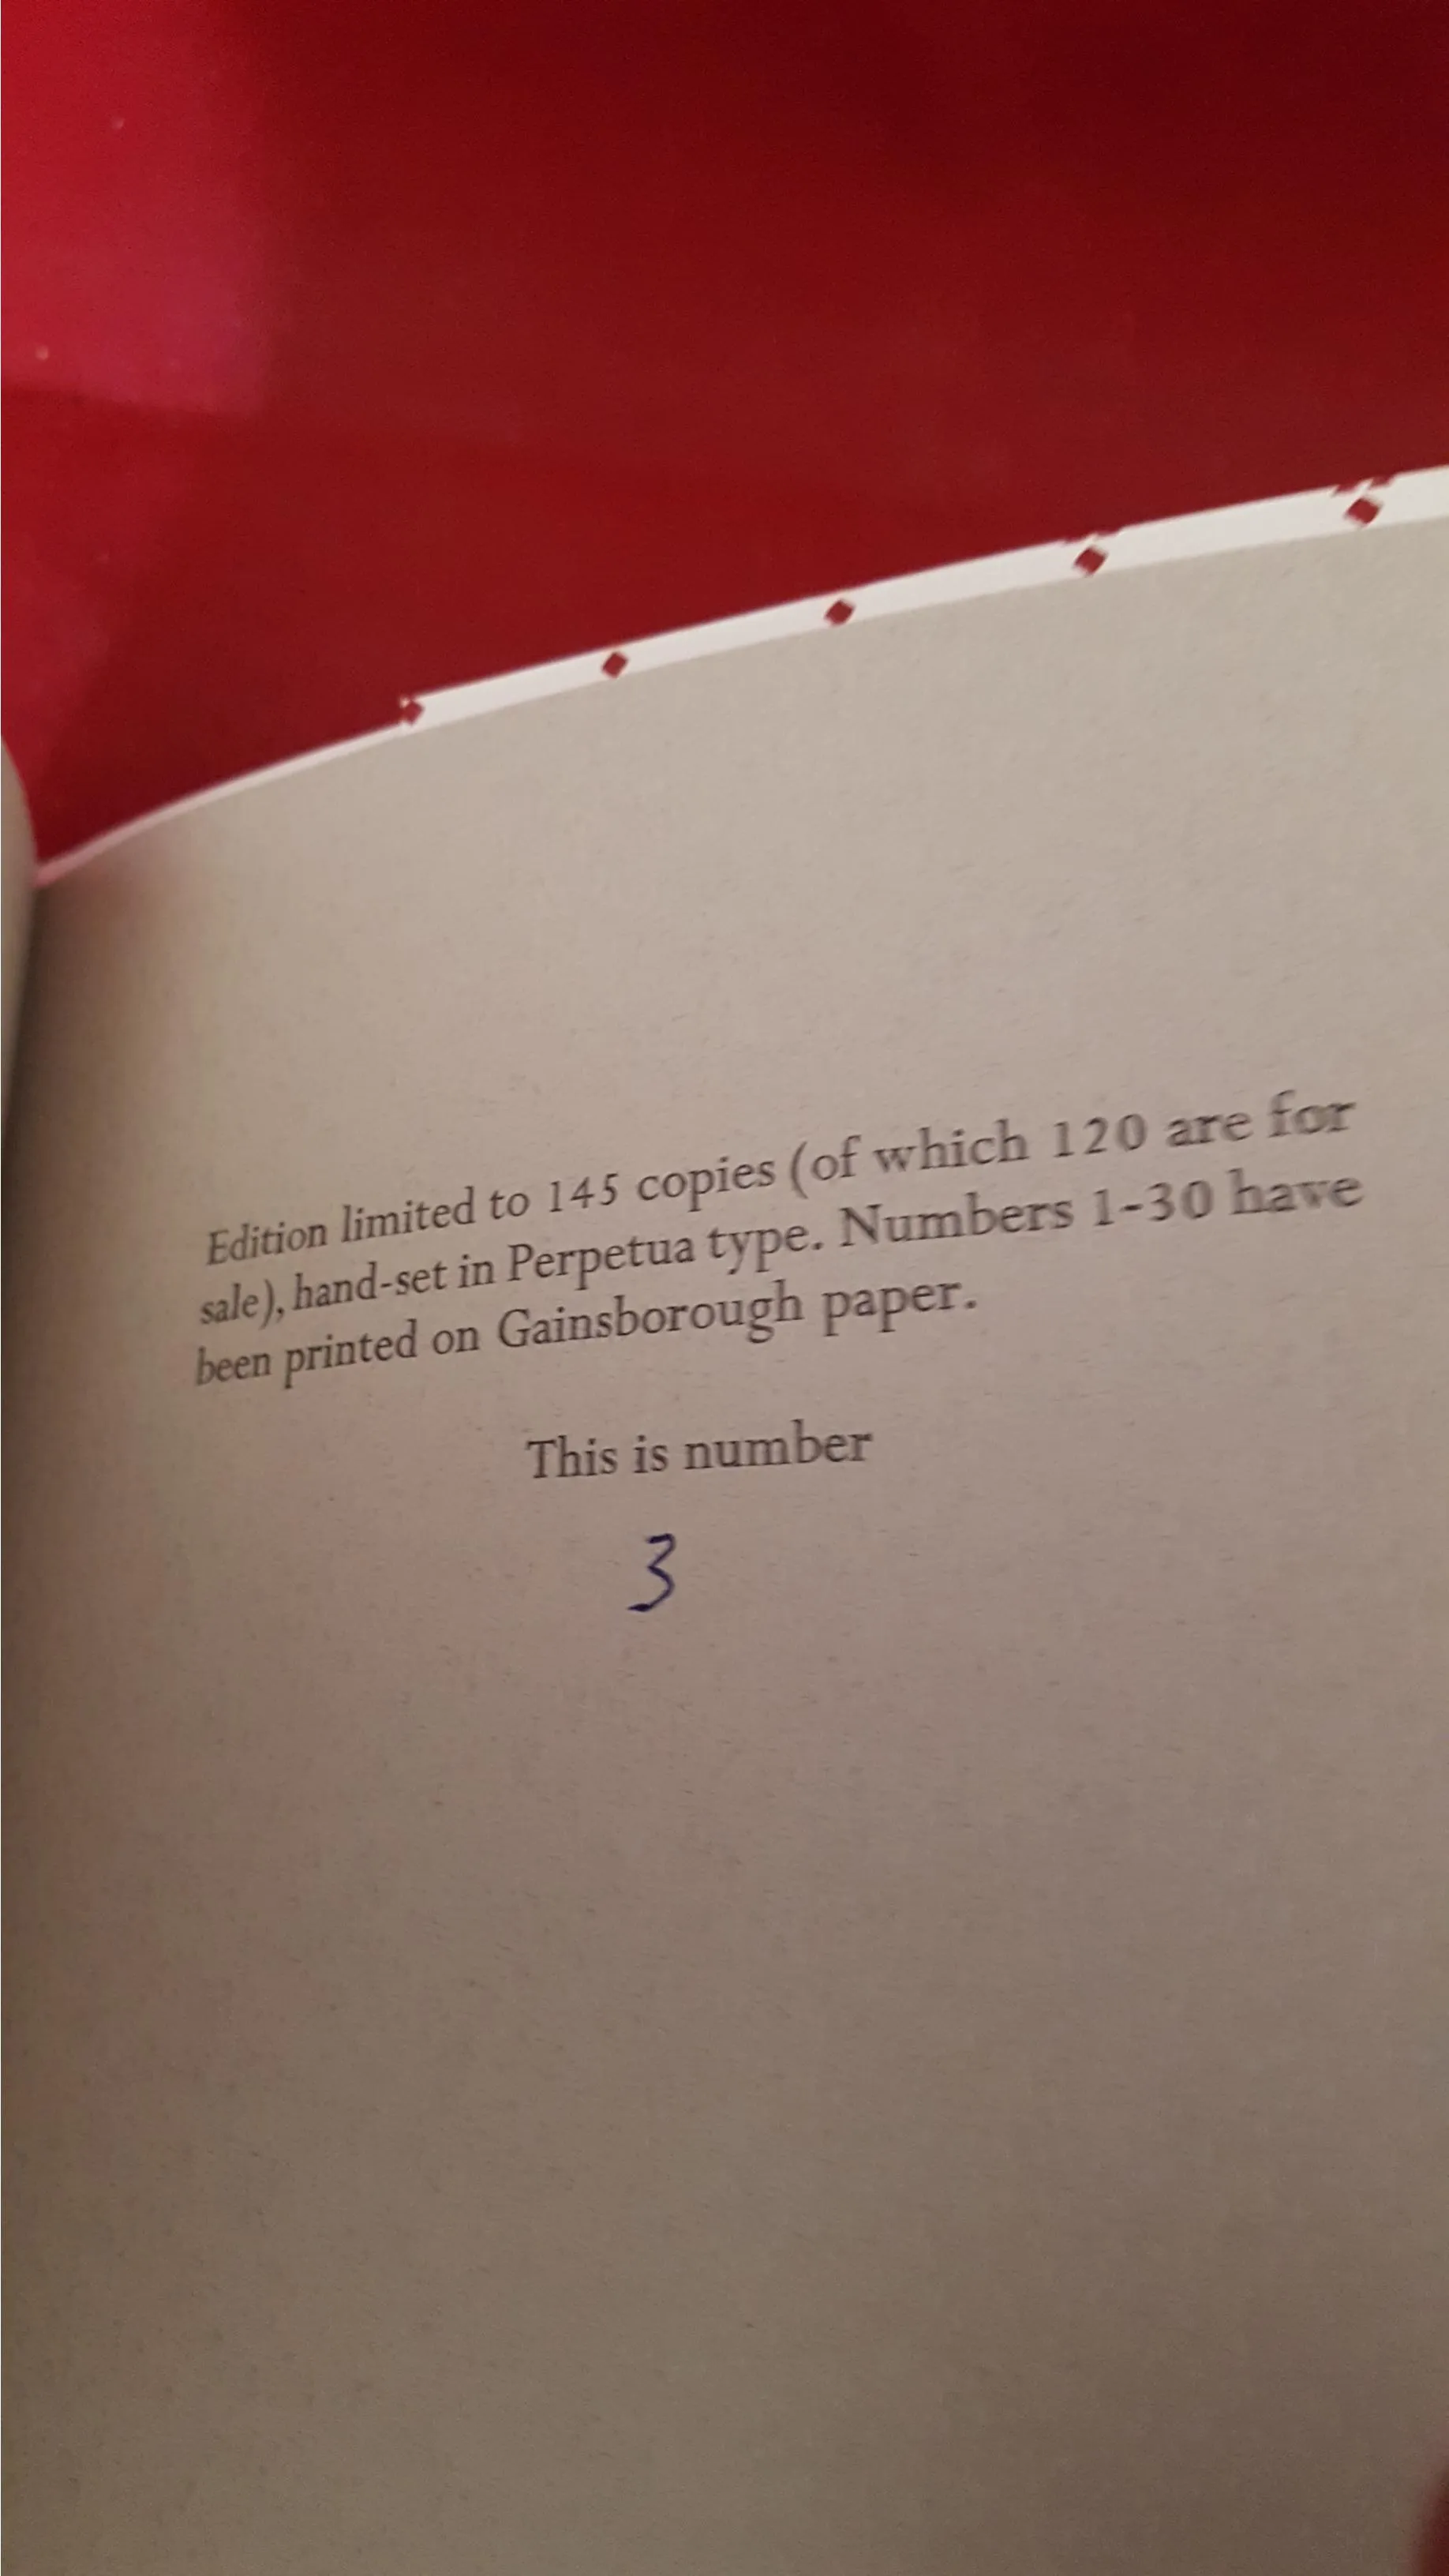 Edition limited to 145 copies (of which 120 are for
sale), hand-set in Perpetua type. Numbers 1-30 have
been printed on Gainsborough paper.
This is number
3